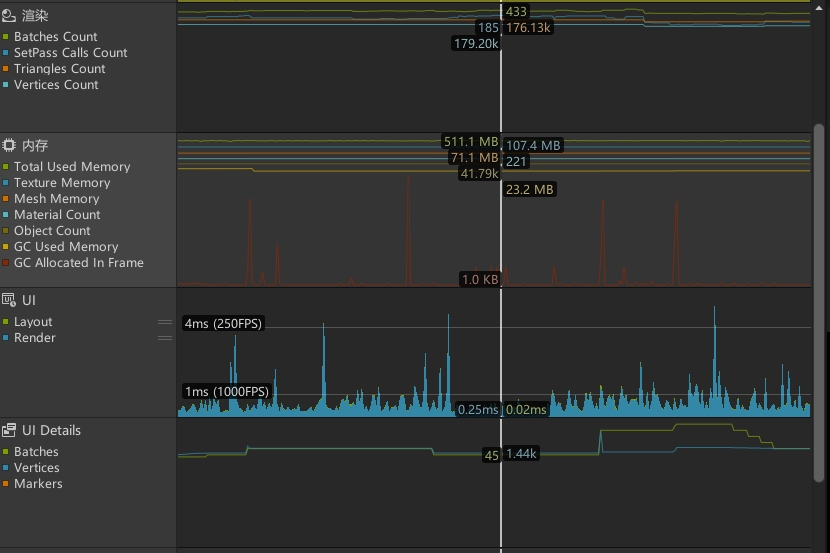 渲染
Batches Count
SetPass Calls Count
Triangles Count
Vertices Count
433
185
176.13k
179.20k
内存
Total Used Memory
Texture Memory
Mesh Memory
Material Count
Object Count
GC Used Memory
GC Allocated In Frame
511.1 MB
107.4 MB
71.1 MB
221
41.79k
23.2 MB
1.0 KB
UI
Layout
Render
4ms (250FPS)
1ms (1000FPS)
0.25ms
0.02ms
UI Details
Batches
Vertices
Markers
45
1.44k